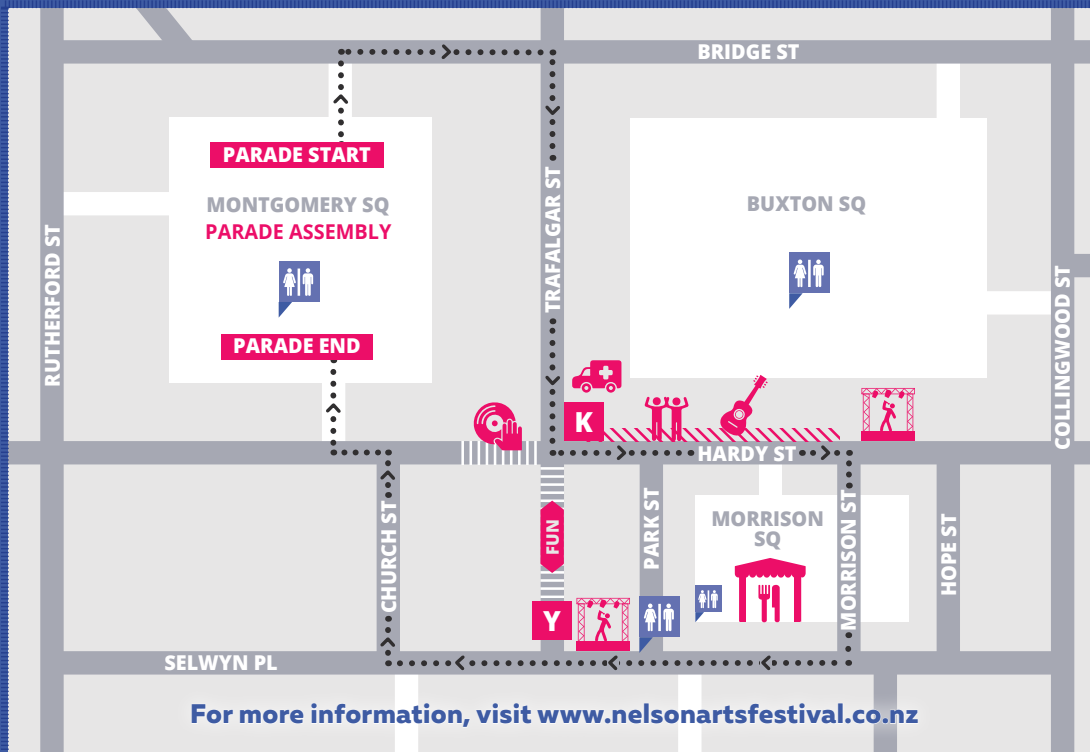 BRIDGE ST
PARADE START
MONTGOMERY SQ
PARADE ASSEMBLY
BUXTON SQ
TRAFALGAR ST
RUTHERFORD ST
COLLINGWOOD ST
PARADE END
K
HARDY ST
CHURCH ST
FUN
PARK ST
MORRISON
SQ
MORRISON ST
HOPE ST
Y
SELWYN PL
For more information, visit www.nelsonartsfestival.co.nz